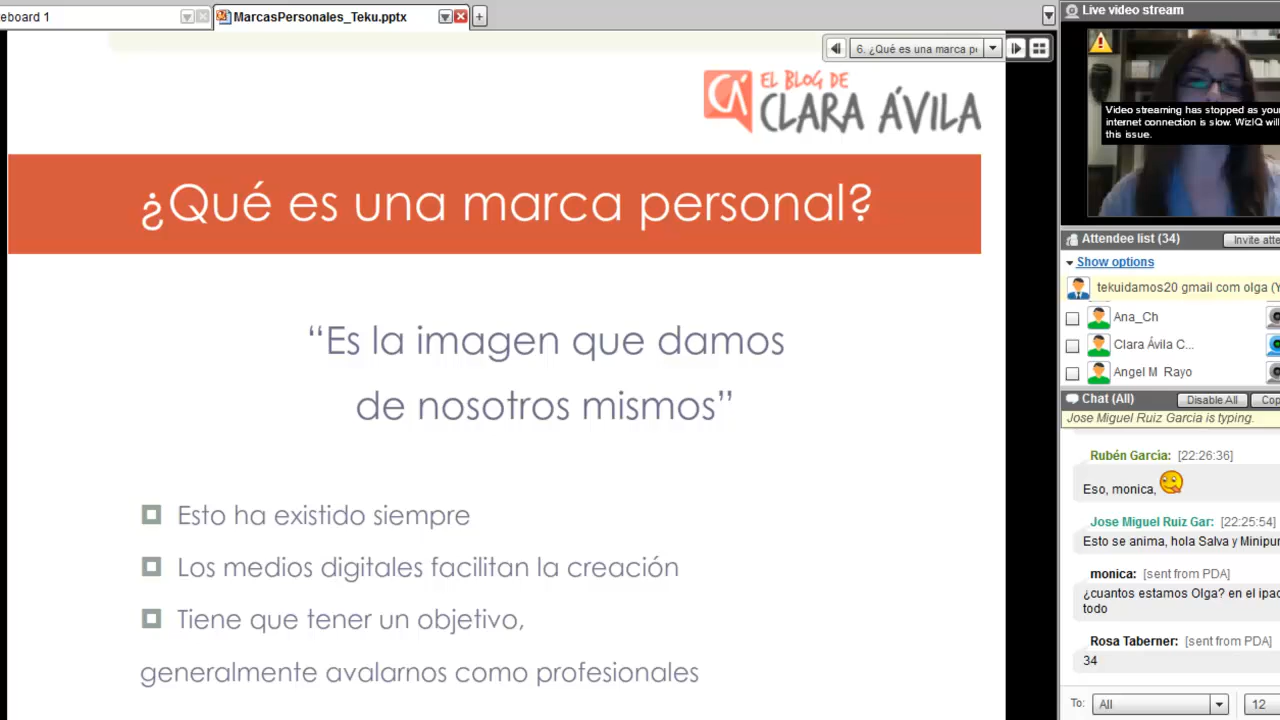 eboard 1
MarcasPersonales_Teku.pptx
6. ¿Qué es una marca p
EL BLOG DE
CLARA ÁVILA
CÁ
¿Qué es una marca personal?
“Es la imagen que damos
de nosotros mismos”
Esto ha existido siempre
Los medios digitales facilitan la creación
Tiene que tener un objetivo,
generalmente avalarnos como profesionales
Live video stream
Video streaming has stopped as your
internet connection is slow. WizIQ will
this issue.
Attendee list (34)
Invite atte
Show options
tekuidamos20 gmail com olga (Y
Ana_Ch
Clara Ávila C...
Angel M Rayo
Chat (All)
Disable All
Cop
Jose Miguel Ruiz Garcia is typing.
Rubén Garcia: [22:26:36]
Eso, monica,
Jose Miguel Ruiz Gar: [22:25:54]
Esto se anima, hola Salva y Minipun
monica: [sent from PDA]
¿cuantos estamos Olga? en el ipad
todo
Rosa Taberner: [sent from PDA]
34
To: All
12